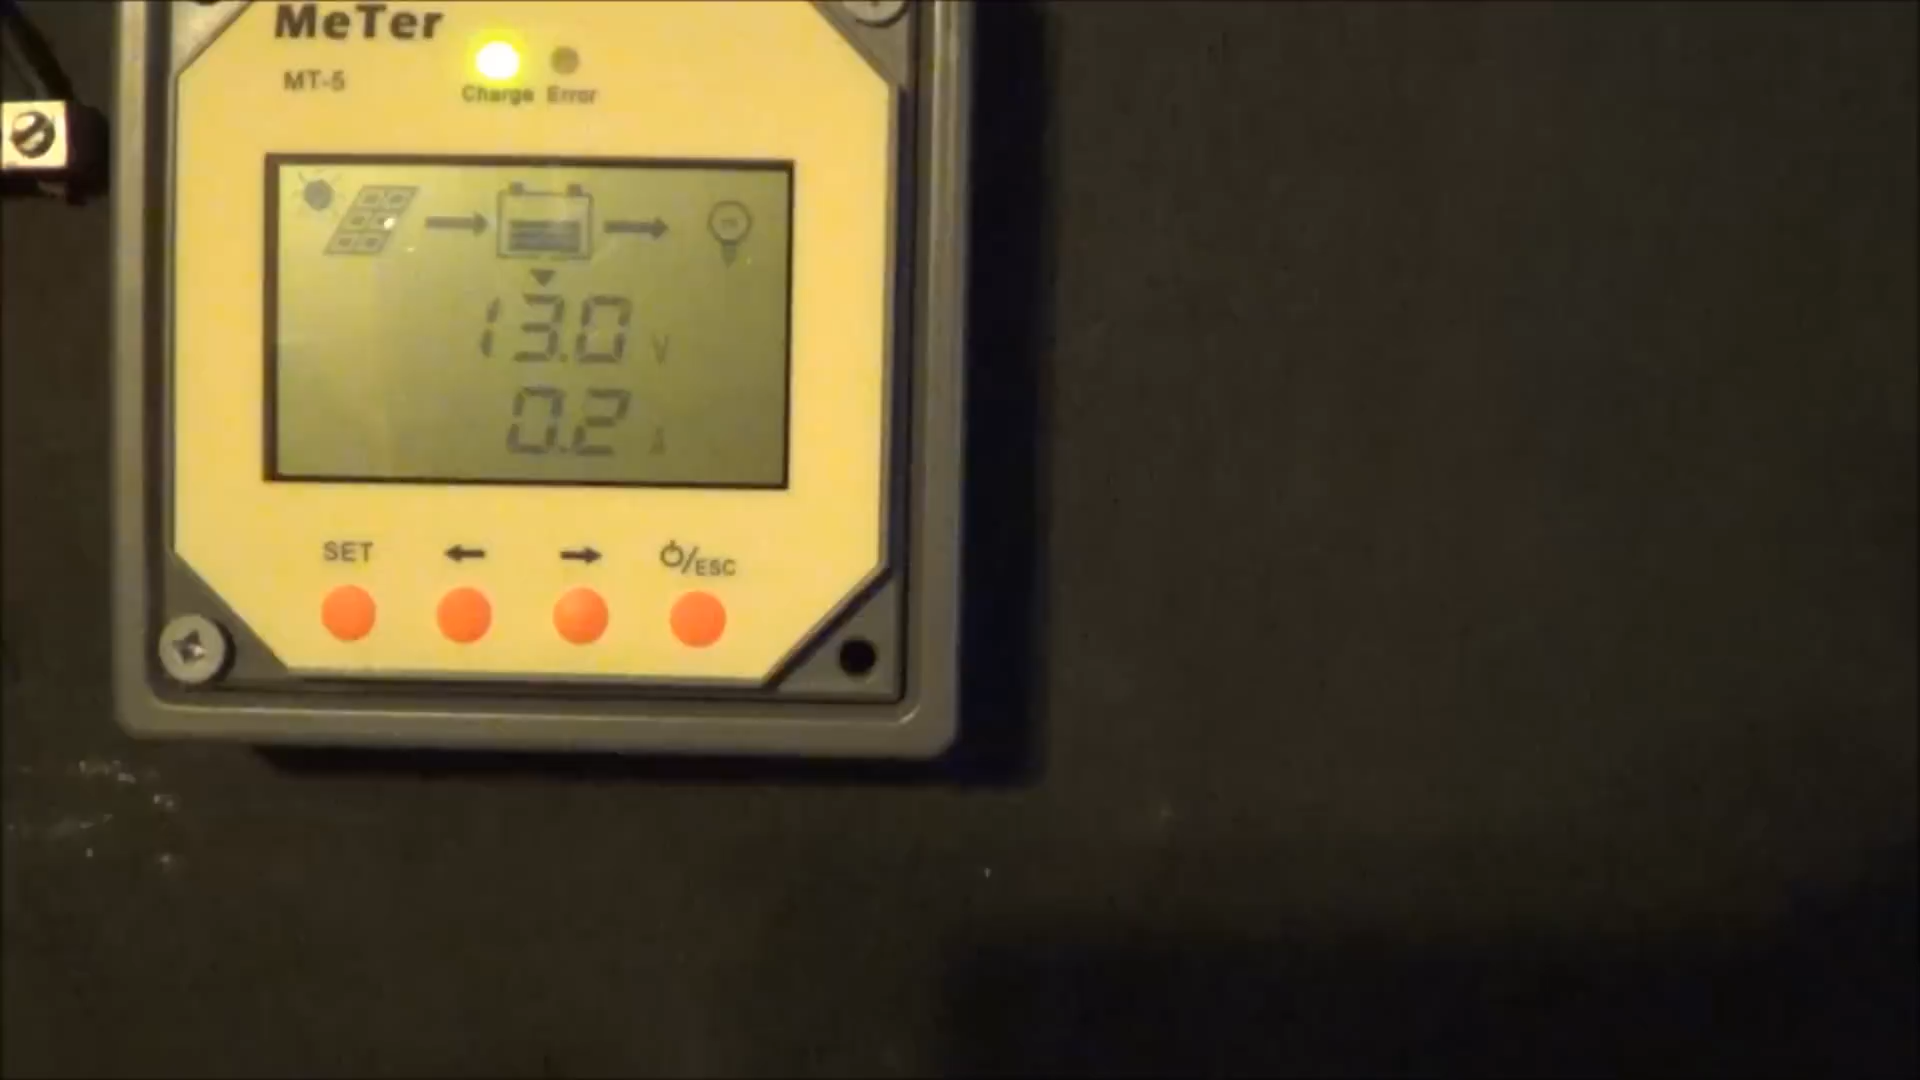 MeTer
MT-5
Charge Error
13.0 V
0.2 A
SET ← → ⏻/ESC